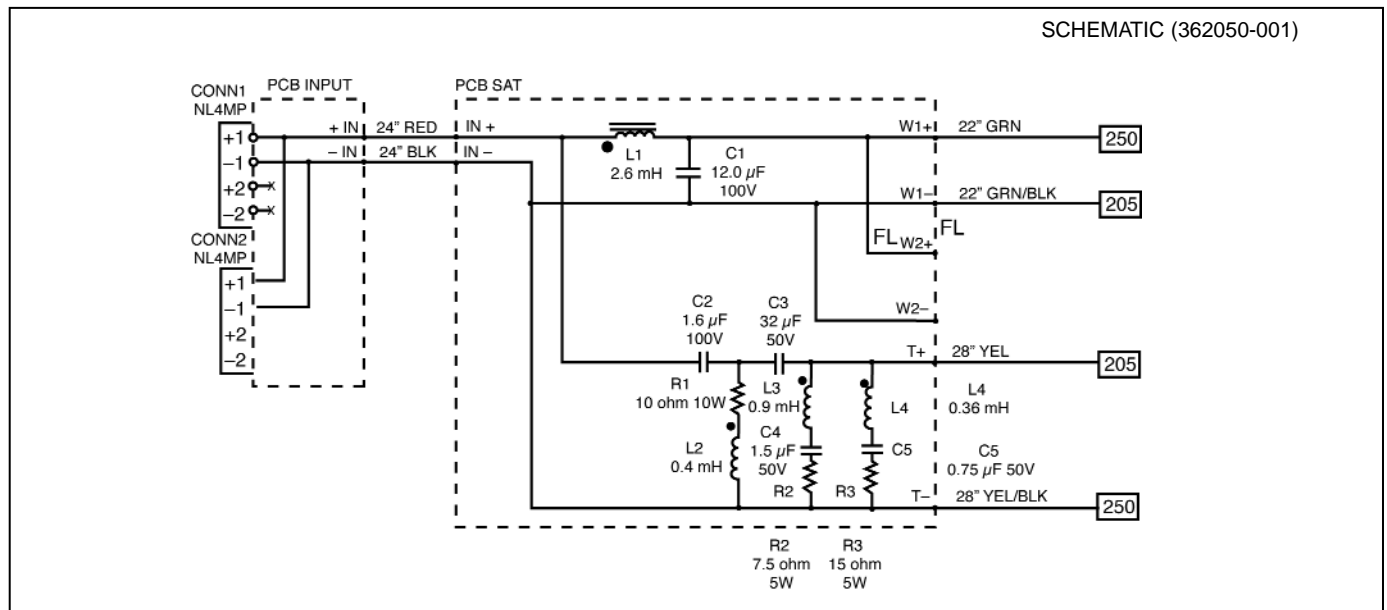 SCHEMATIC (362050-001)
CONN1
NL4MP
PCB INPUT
PCB SAT
+1
–1
+2
–2
+ IN
– IN
24” RED
24” BLK
IN +
IN –
L1
2.6 mH
C1
12.0 µF
100V
W1+
22” GRN
250
W1–
22” GRN/BLK
205
FL
W2+
FL
W2–
CONN2
NL4MP
+1
–1
+2
–2
C2
1.6 µF
100V
C3
32 µF
50V
T+
28” YEL
205
R1
10 ohm 10W
L2
0.4 mH
L3
0.9 mH
C4
1.5 µF
50V
R2
L4
C5
R3
L4
0.36 mH
C5
0.75 µF 50V
T–
28” YEL/BLK
250
R2
7.5 ohm
5W
R3
15 ohm
5W